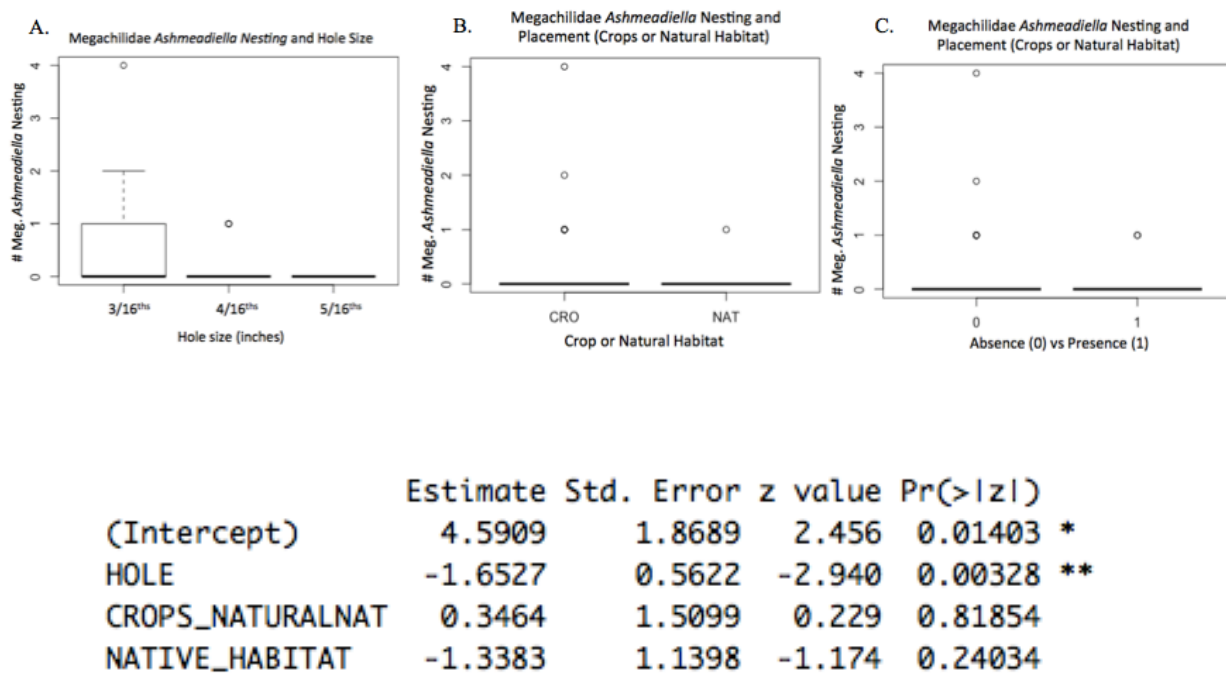 A.
Megachilidae Ashmeadiella Nesting and Hole Size
# Meg. Ashmeadiella Nesting
4
3
2
1
0
3/16ths
4/16ths
5/16ths
Hole size (inches)
B.
Megachilidae Ashmeadiella Nesting and
Placement (Crops or Natural Habitat)
# Meg. Ashmeadiella Nesting
4
3
2
1
0
CRO
NAT
Crop or Natural Habitat
C.
Megachilidae Ashmeadiella Nesting and
Placement (Crops or Natural Habitat)
# Meg. Ashmeadiella Nesting
4
3
2
1
0
0
1
Absence (0) vs Presence (1)
Estimate Std. Error z value Pr(>|z|)
(Intercept) 4.5909 1.8689 2.456 0.01403 *
HOLE -1.6527 0.5622 -2.940 0.00328 **
CROPS_NATURALNAT 0.3464 1.5099 0.229 0.81854
NATIVE_HABITAT -1.3383 1.1398 -1.174 0.24034